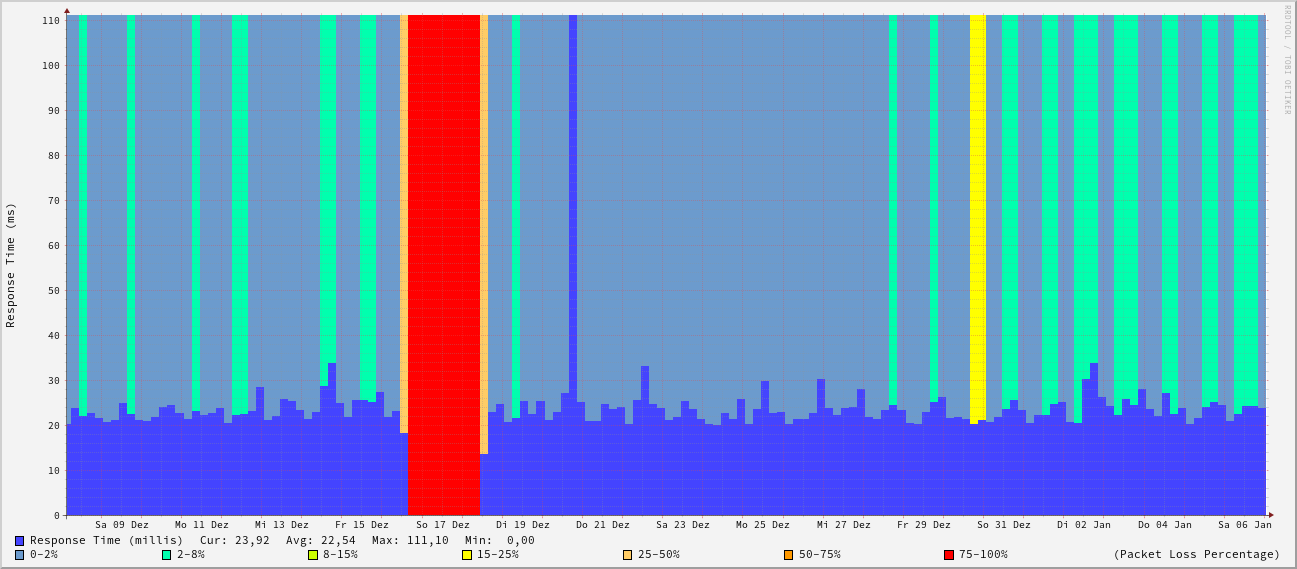 RRDTOOL / TOBI OETIKER
Response Time (ms)
110
100
90
80
70
60
50
40
30
20
10
0
Sa 09 Dez Mo 11 Dez Mi 13 Dez Fr 15 Dez So 17 Dez Di 19 Dez Do 21 Dez Sa 23 Dez Mo 25 Dez Mi 27 Dez Fr 29 Dez So 31 Dez Di 02 Jan Do 04 Jan Sa 06 Jan
Response Time (millis) Cur: 23,92 Avg: 22,54 Max: 111,10 Min: 0,00
0-2% 2-8% 8-15% 15-25% 25-50% 50-75% 75-100% (Packet Loss Percentage)